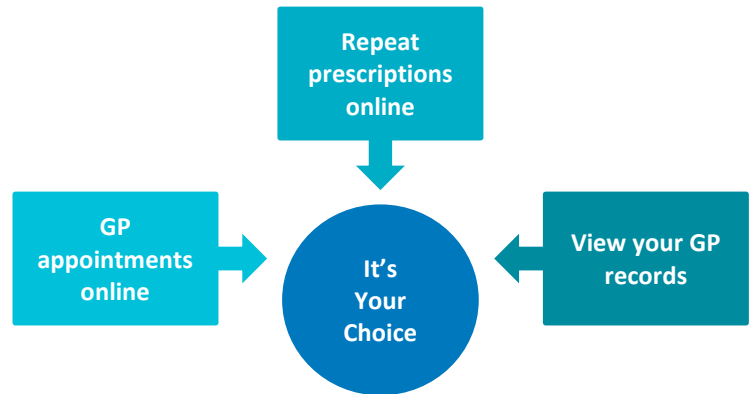 Repeat
prescriptions
online
GP
appointments
online
It’s
Your
Choice
View your GP
records